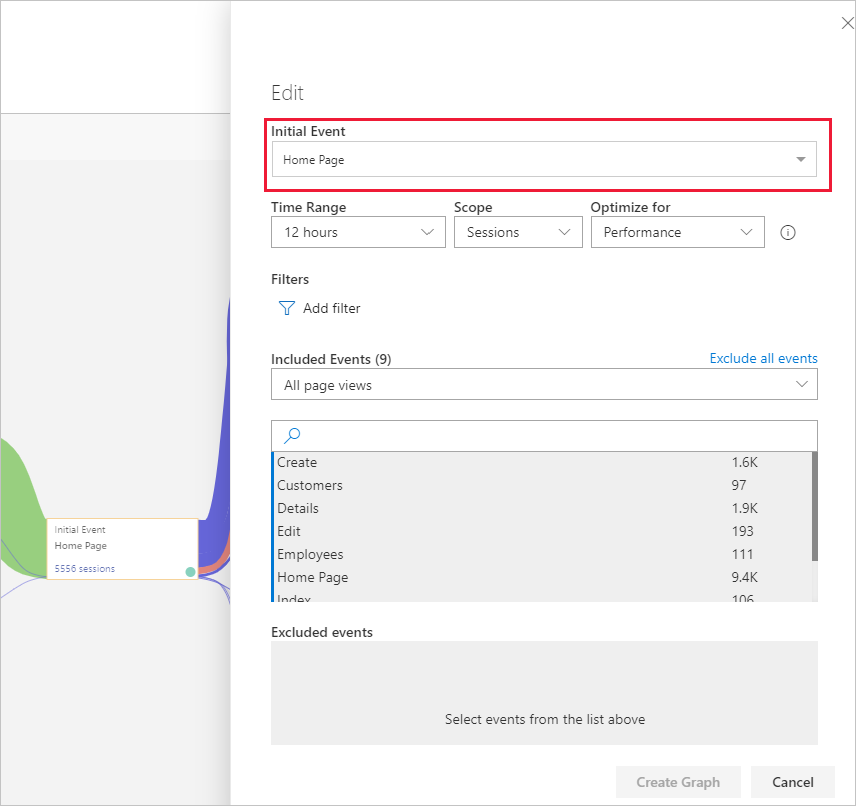 Edit
Initial Event
Home Page
Time Range Scope Optimize for
12 hours Sessions Performance
Filters
Add filter
Included Events (9) Exclude all events
All page views
Create 1.6K
Customers 97
Details 1.9K
Edit 193
Employees 111
Home Page 9.4K
Index 106
Excluded events
Select events from the list above
Create Graph Cancel
Initial Event
Home Page
5556 sessions